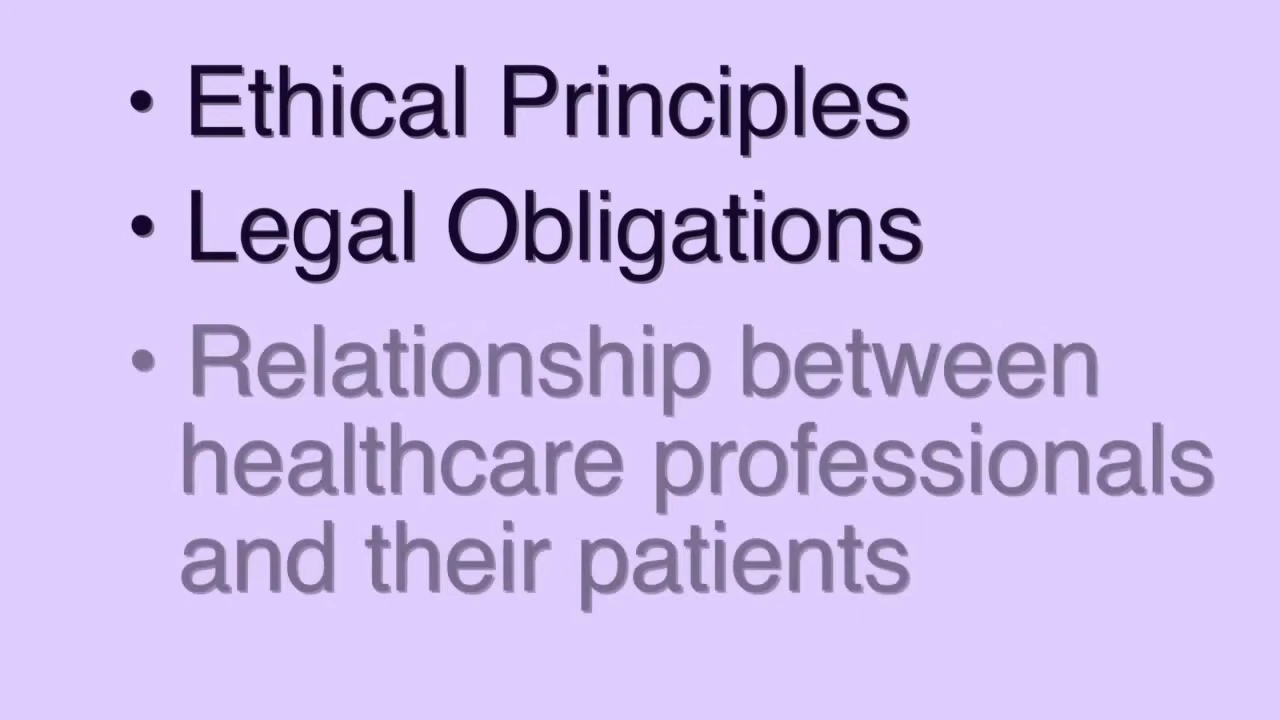 • Ethical Principles
• Legal Obligations
• Relationship between
healthcare professionals
and their patients